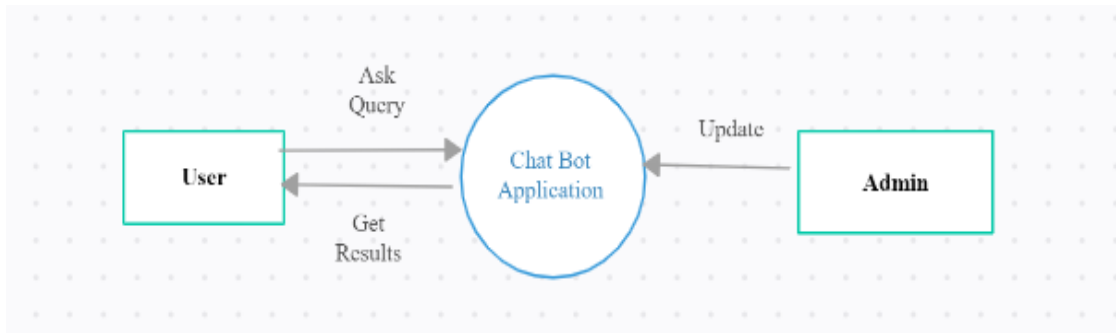 Ask
Query
User
Get
Results
Chat Bot
Application
Update
Admin